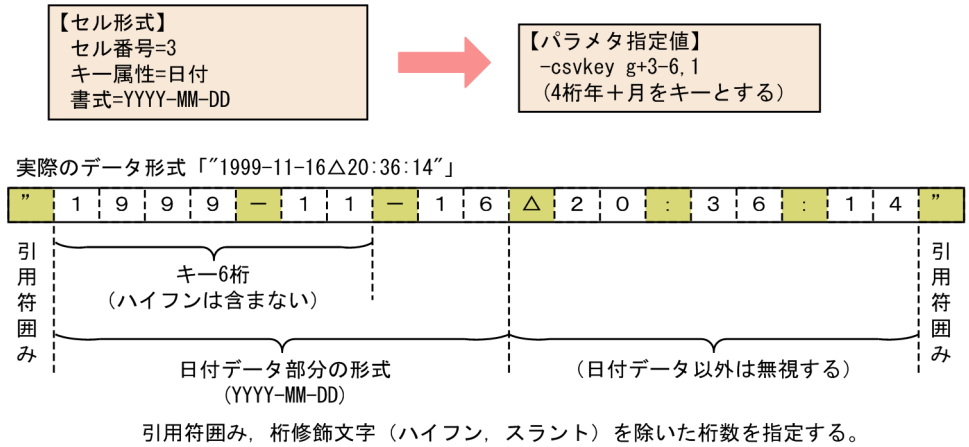 【セル形式】
セル番号=3
キー属性=日付
書式=YYYY-MM-DD
【パラメタ指定値】
-csvkey g+3-6,1
(4桁年＋月をキーとする)
実際のデータ形式「"1999-11-16△20:36:14"」
” 1 9 9 9 － 1 1 － 1 6 △ 2 0 : 3 6 : 1 4 ”
引用符囲み
キー6桁
(ハイフンは含まない)
引用符囲み
日付データ部分の形式
(YYYY-MM-DD)
(日付データ以外は無視する)
引用符囲み，桁修飾文字（ハイフン，スラント）を除いた桁数を指定する。